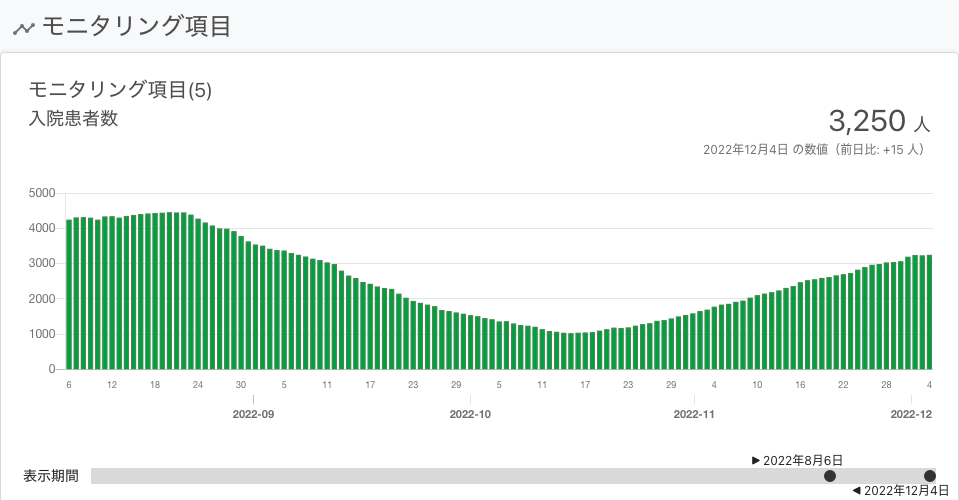 モニタリング項目
モニタリング項目(5)
入院患者数
3,250 人
2022年12月4日 の数値（前日比: +15 人）
5000
4000
3000
2000
1000
0
6 12 18 24 30 5 11 17 23 29 5 11 17 23 29 4 10 16 22 28 4
2022-09 2022-10 2022-11 2022-12
▶ 2022年8月6日
表示期間
◀ 2022年12月4日